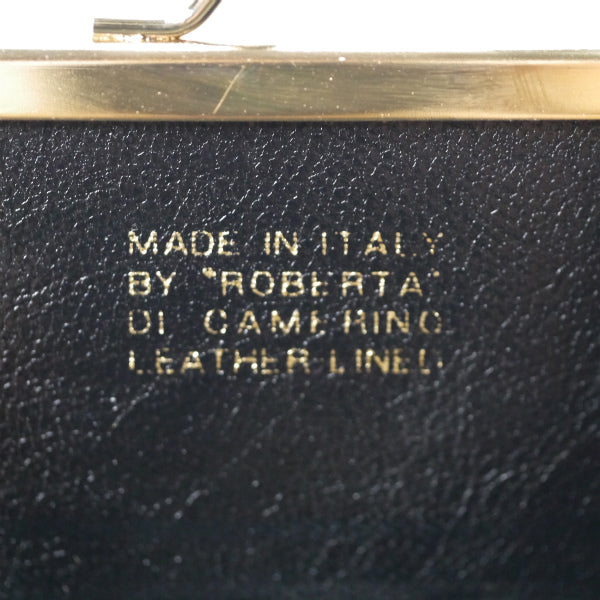 MADE IN ITALY
BY "ROBERTA"
DI CAMERINO
LEATHER LINED